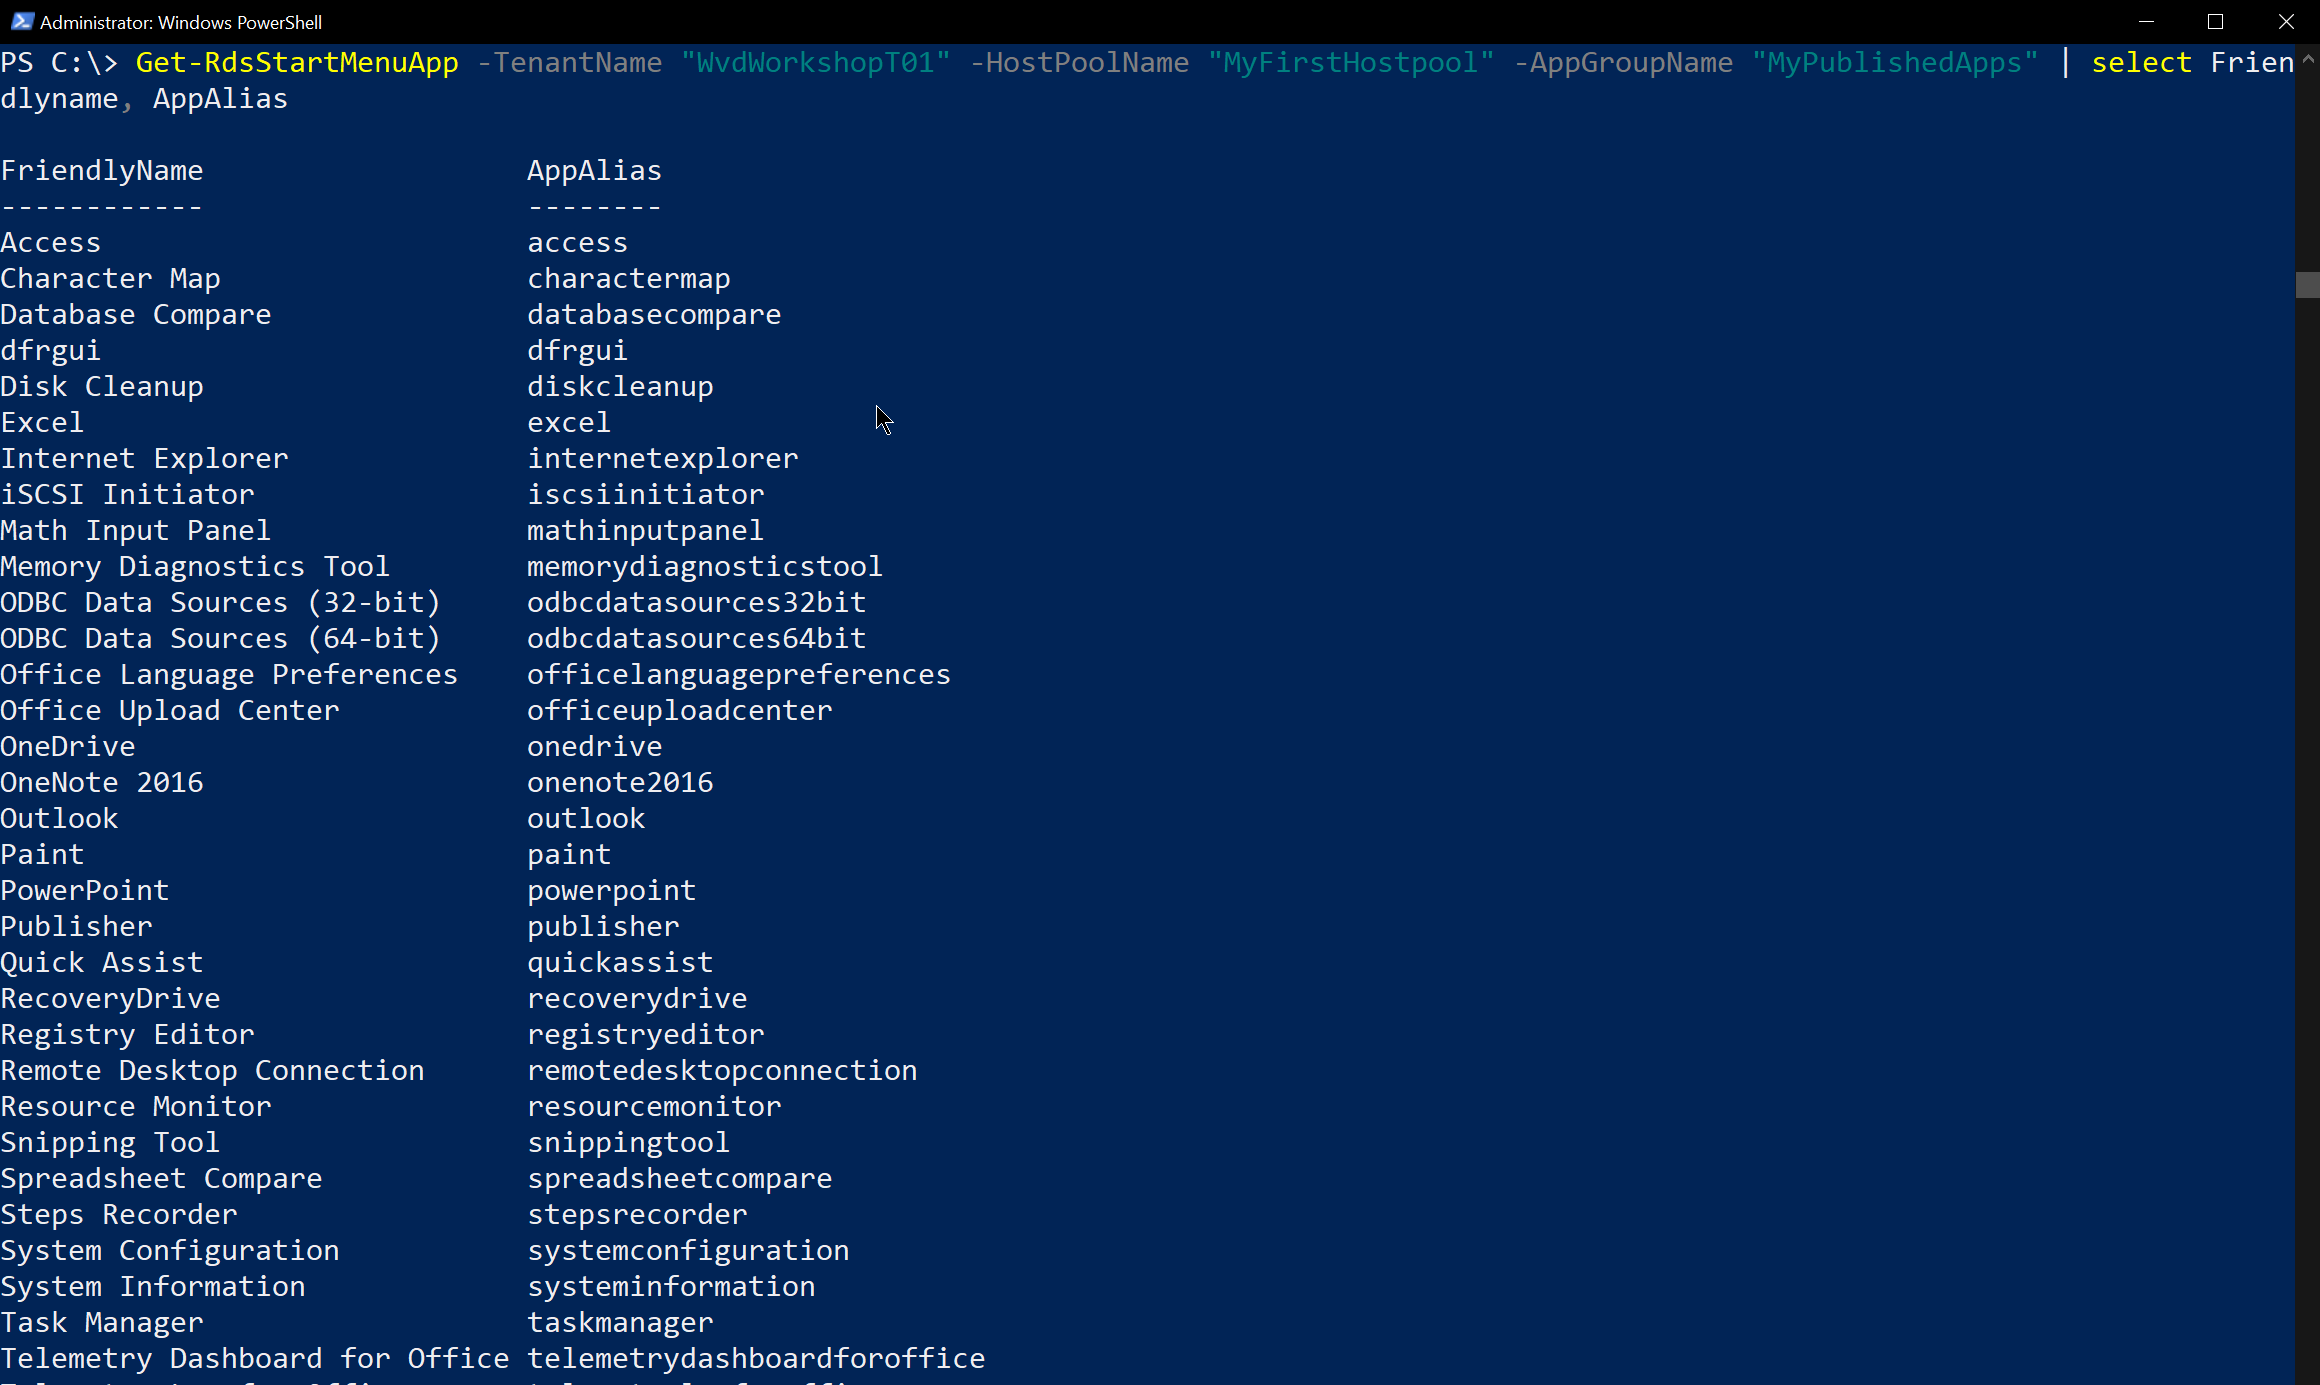 Administrator: Windows PowerShell
PS C:\> Get-RdsStartMenuApp -TenantName "WvdWorkshopT01" -HostPoolName "MyFirstHostpool" -AppGroupName "MyPublishedApps" | select Frien
dlyname, AppAlias
FriendlyName AppAlias
------------ --------
Access access
Character Map charactermap
Database Compare databasecompare
dfrgui dfrgui
Disk Cleanup diskcleanup
Excel excel
Internet Explorer internetexplorer
iSCSI Initiator iscsiinitiator
Math Input Panel mathinputpanel
Memory Diagnostics Tool memorydiagnosticstool
ODBC Data Sources (32-bit) odbcdatasources32bit
ODBC Data Sources (64-bit) odbcdatasources64bit
Office Language Preferences officelanguagepreferences
Office Upload Center officeuploadcenter
OneDrive onedrive
OneNote 2016 onenote2016
Outlook outlook
Paint paint
PowerPoint powerpoint
Publisher publisher
Quick Assist quickassist
RecoveryDrive recoverydrive
Registry Editor registryeditor
Remote Desktop Connection remotedesktopconnection
Resource Monitor resourcemonitor
Snipping Tool snippingtool
Spreadsheet Compare spreadsheetcompare
Steps Recorder stepsrecorder
System Configuration systemconfiguration
System Information systeminformation
Task Manager taskmanager
Telemetry Dashboard for Office telemetrydashboardforoffice